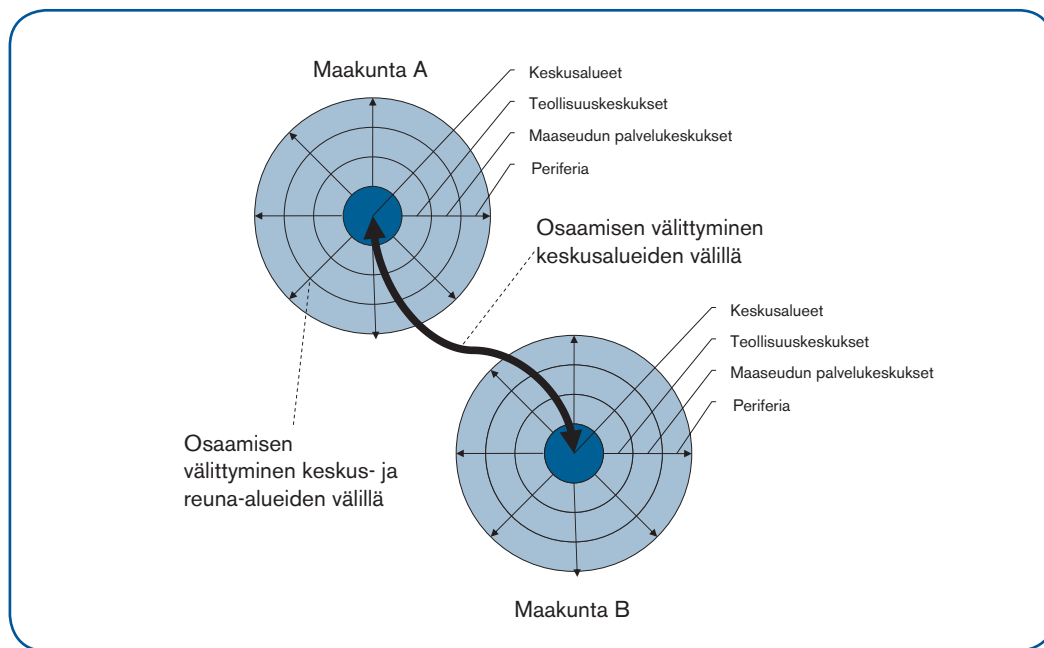 Maakunta A
Keskusalueet
Teollisuuskeskukset
Maaseudun palvelukeskukset
Periferia
Osaamisen välittyminen
keskusalueiden välillä
Keskusalueet
Teollisuuskeskukset
Maaseudun palvelukeskukset
Periferia
Osaamisen
välittyminen keskus- ja
reuna-alueiden välillä
Maakunta B